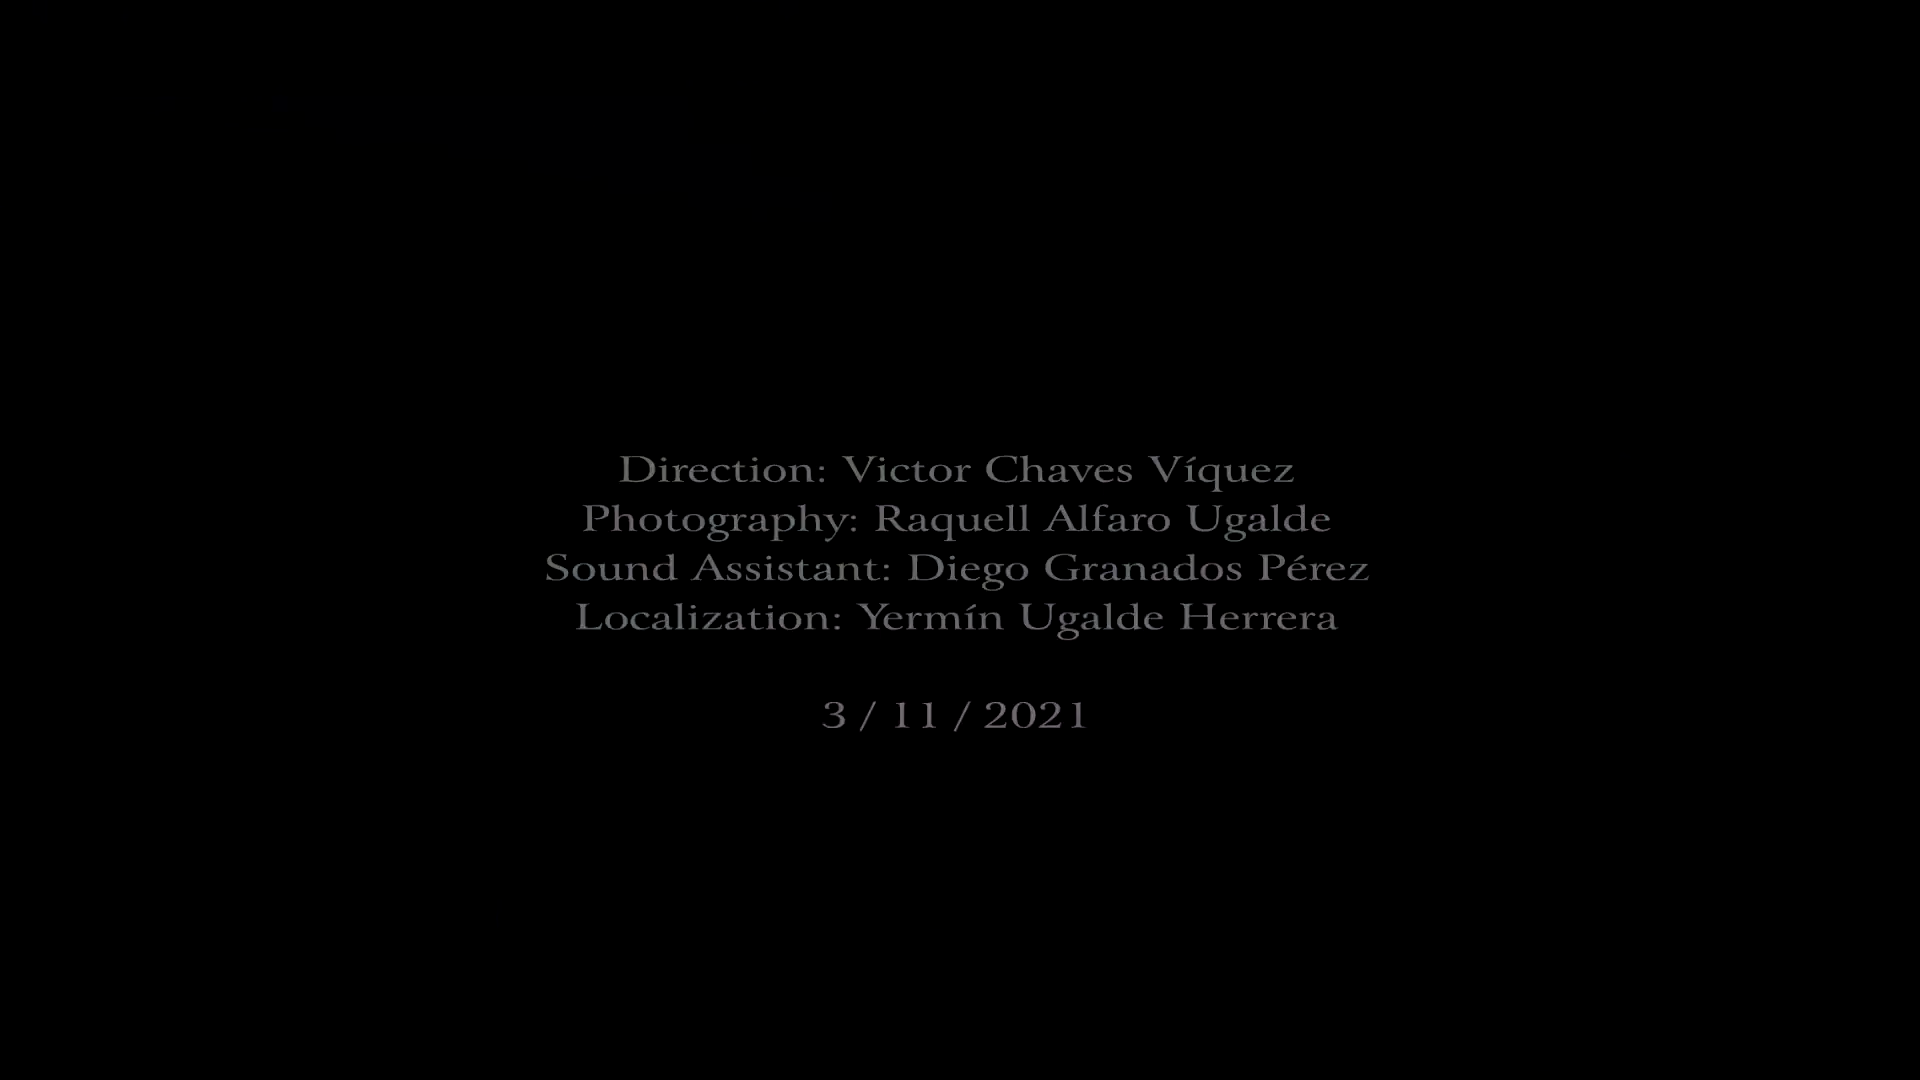 Direction: Victor Chaves Víquez
Photography: Raquell Alfaro Ugalde
Sound Assistant: Diego Granados Pérez
Localization: Yermín Ugalde Herrera
3 / 11 / 2021